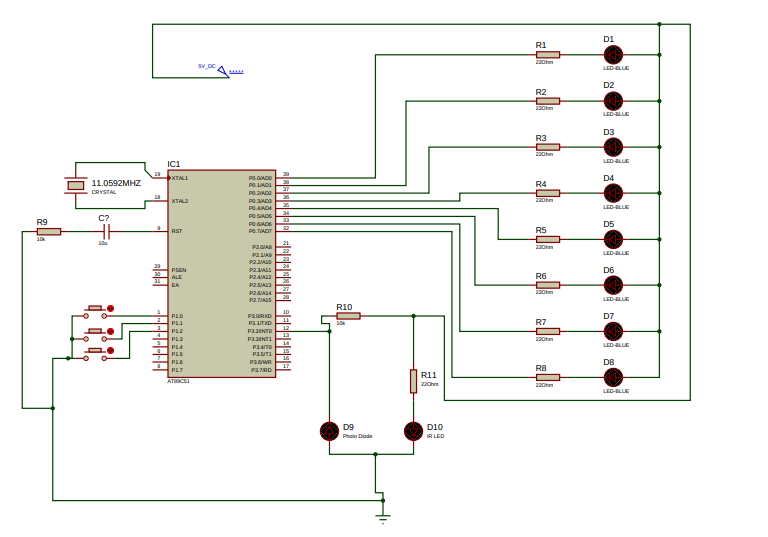 5V_DC
R1
22Ohm
D1
LED-BLUE
R2
22Ohm
D2
LED-BLUE
R3
22Ohm
D3
LED-BLUE
R4
22Ohm
D4
LED-BLUE
R5
22Ohm
D5
LED-BLUE
R6
22Ohm
D6
LED-BLUE
R7
22Ohm
D7
LED-BLUE
R8
22Ohm
D8
LED-BLUE
11.0592MHZ
CRYSTAL
R9
10k
C?
10u
IC1
19 XTAL1
18 XTAL2
9 RST
29 PSEN
30 ALE
31 EA
1 P1.0
2 P1.1
3 P1.2
4 P1.3
5 P1.4
6 P1.5
7 P1.6
8 P1.7
P0.0/AD0 39
P0.1/AD1 38
P0.2/AD2 37
P0.3/AD3 36
P0.4/AD4 35
P0.5/AD5 34
P0.6/AD6 33
P0.7/AD7 32
P2.0/A8 21
P2.1/A9 22
P2.2/A10 23
P2.3/A11 24
P2.4/A12 25
P2.5/A13 26
P2.6/A14 27
P2.7/A15 28
P3.0/RXD 10
P3.1/TXD 11
P3.2/INT0 12
P3.3/INT1 13
P3.4/T0 14
P3.5/T1 15
P3.6/WR 16
P3.7/RD 17
AT89C51
R10
10k
R11
22Ohm
D9
Photo Diode
D10
IR LED